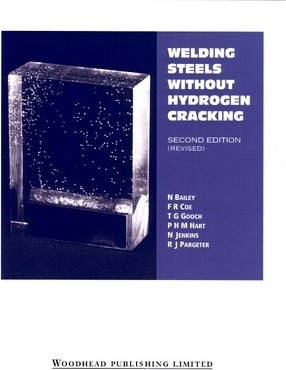 WELDING
STEELS
WITHOUT
HYDROGEN
CRACKING
SECOND EDITION
(REVISED)
N BAILEY
F R COE
T G GOOCH
P H M HART
N JENKINS
R J PARGETER
WOODHEAD PUBLISHING LIMITED